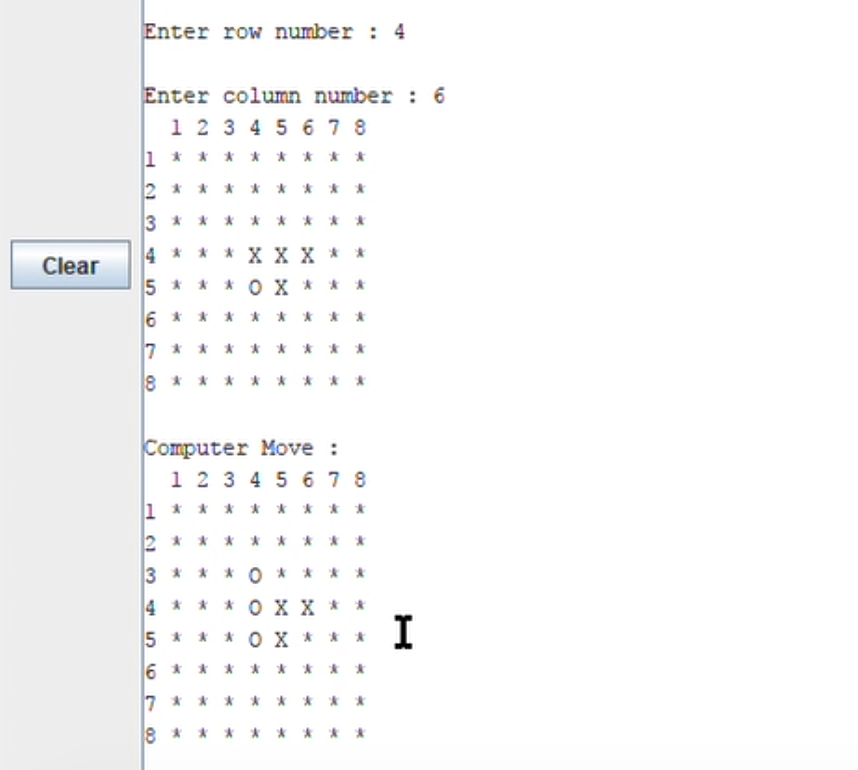 Enter row number : 4
Enter column number : 6
1 2 3 4 5 6 7 8
1 * * * * * * * *
2 * * * * * * * *
3 * * * * * * * *
4 * * * X X X * *
Clear
5 * * * O X * * *
6 * * * * * * * *
7 * * * * * * * *
8 * * * * * * * *
Computer Move :
1 2 3 4 5 6 7 8
1 * * * * * * * *
2 * * * * * * * *
3 * * * O * * * *
4 * * * O X X * *
5 * * * O X * * *
6 * * * * * * * *
7 * * * * * * * *
8 * * * * * * * *